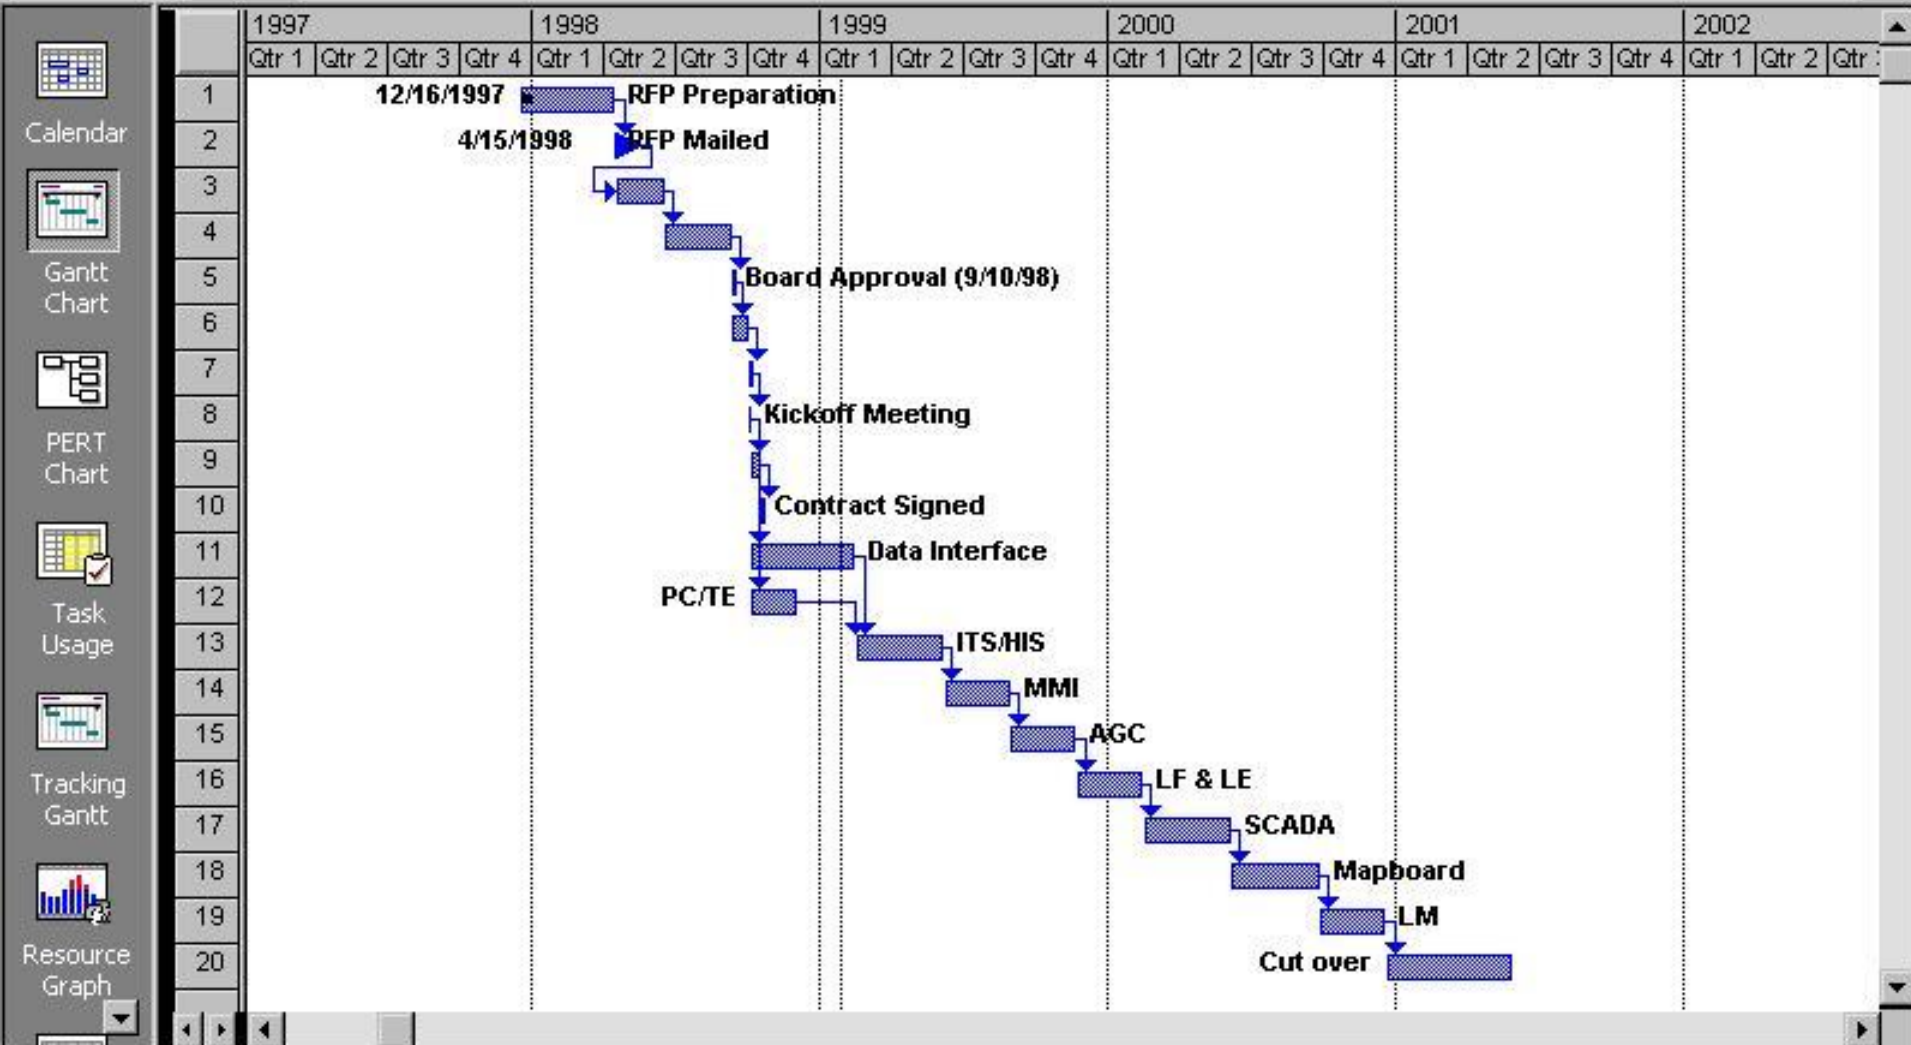 1997 1998 1999 2000 2001 2002
Qtr 1 Qtr 2 Qtr 3 Qtr 4 Qtr 1 Qtr 2 Qtr 3 Qtr 4 Qtr 1 Qtr 2 Qtr 3 Qtr 4 Qtr 1 Qtr 2 Qtr 3 Qtr 4 Qtr 1 Qtr 2 Qtr 3 Qtr 4 Qtr 1 Qtr 2 Qtr
Calendar
Gantt
Chart
PERT
Chart
Task
Usage
Tracking
Gantt
Resource
Graph
1 12/16/1997 RFP Preparation
2 4/15/1998 RFP Mailed
3
4
5 Board Approval (9/10/98)
6
7
8 Kickoff Meeting
9
10 Contract Signed
11 Data Interface
12 PC/TE
13 ITS/HIS
14 MMI
15 AGC
16 LF & LE
17 SCADA
18 Mapboard
19 LM
20 Cut over